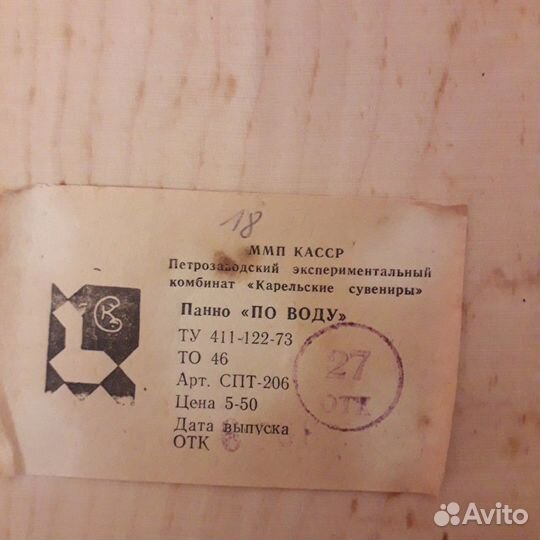 18
ММП КАССР
Петрозаводский экспериментальный
комбинат «Карельские сувениры»
Панно «ПО ВОДУ»
ТУ 411-122-73
ТО 46
Арт. СПТ-206
Цена 5-50
Дата выпуска
ОТК
27
ОТК
СК
Avito